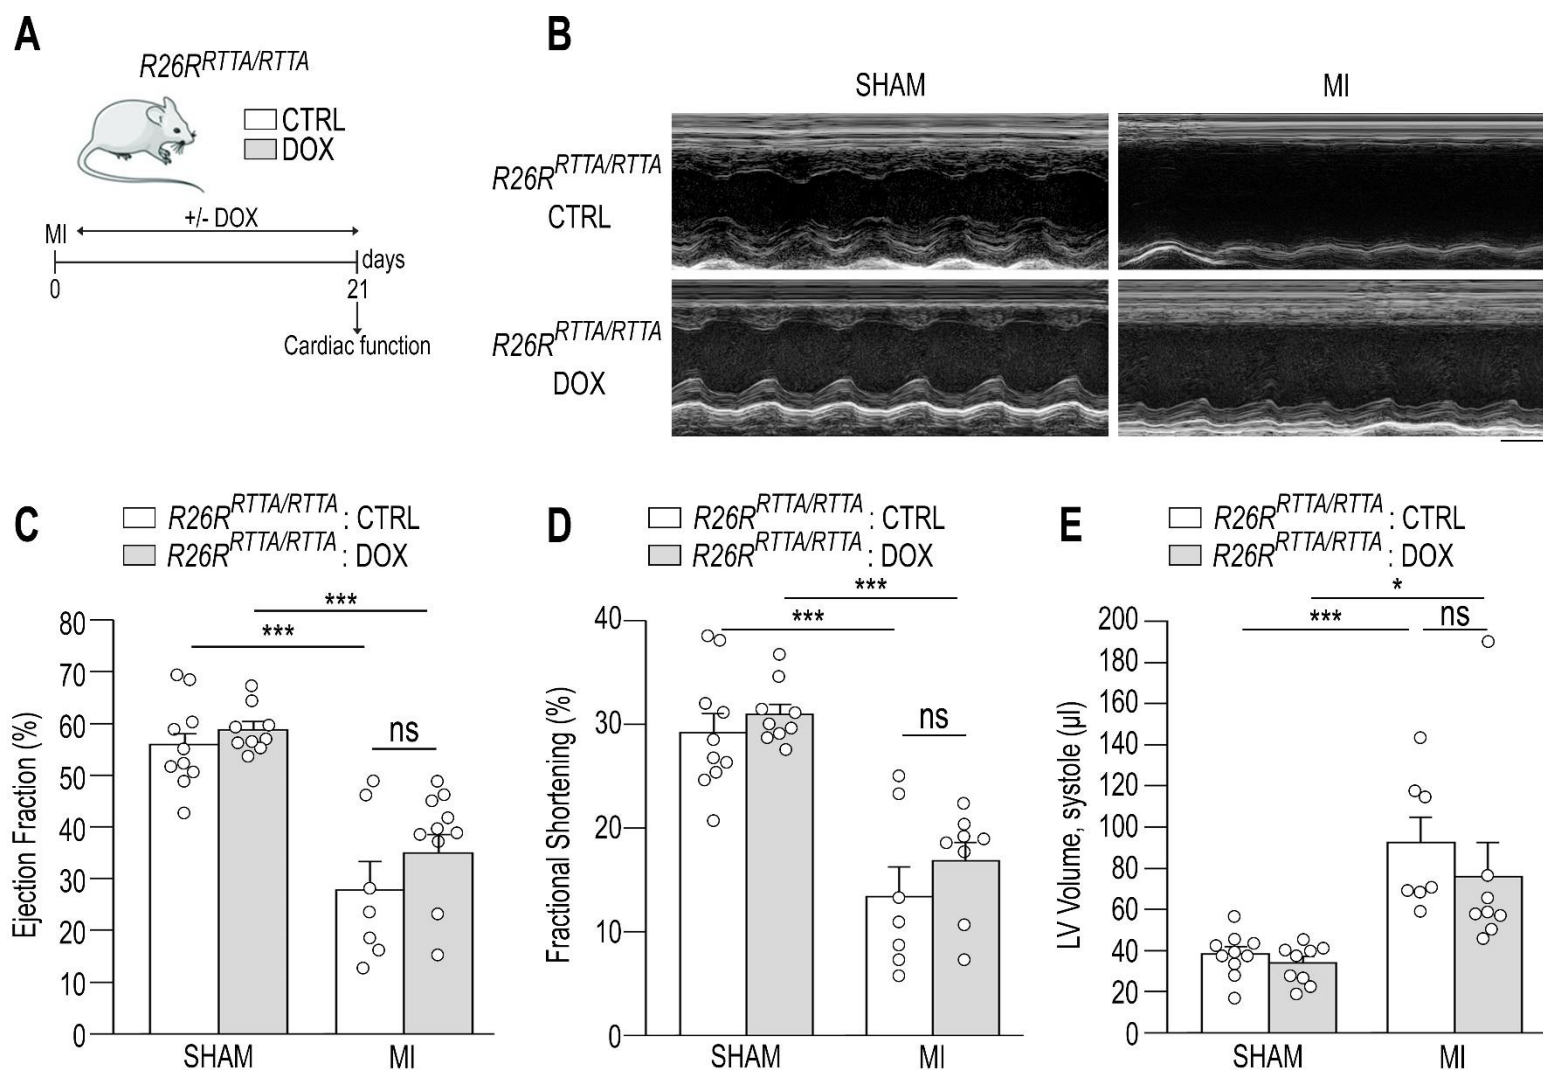 A
R26R^RTTA/RTTA
CTRL
DOX
+/- DOX
MI
days
0
21
Cardiac function
B
SHAM
MI
R26R^RTTA/RTTA
CTRL
R26R^RTTA/RTTA
DOX
C
R26R^RTTA/RTTA : CTRL
R26R^RTTA/RTTA : DOX
***
***
ns
80
70
60
50
40
30
20
10
0
Ejection Fraction (%)
SHAM
MI
D
R26R^RTTA/RTTA : CTRL
R26R^RTTA/RTTA : DOX
***
***
ns
40
30
20
10
0
Fractional Shortening (%)
SHAM
MI
E
R26R^RTTA/RTTA : CTRL
R26R^RTTA/RTTA : DOX
*
***
ns
200
180
160
140
120
100
80
60
40
20
0
LV Volume, systole (µl)
SHAM
MI